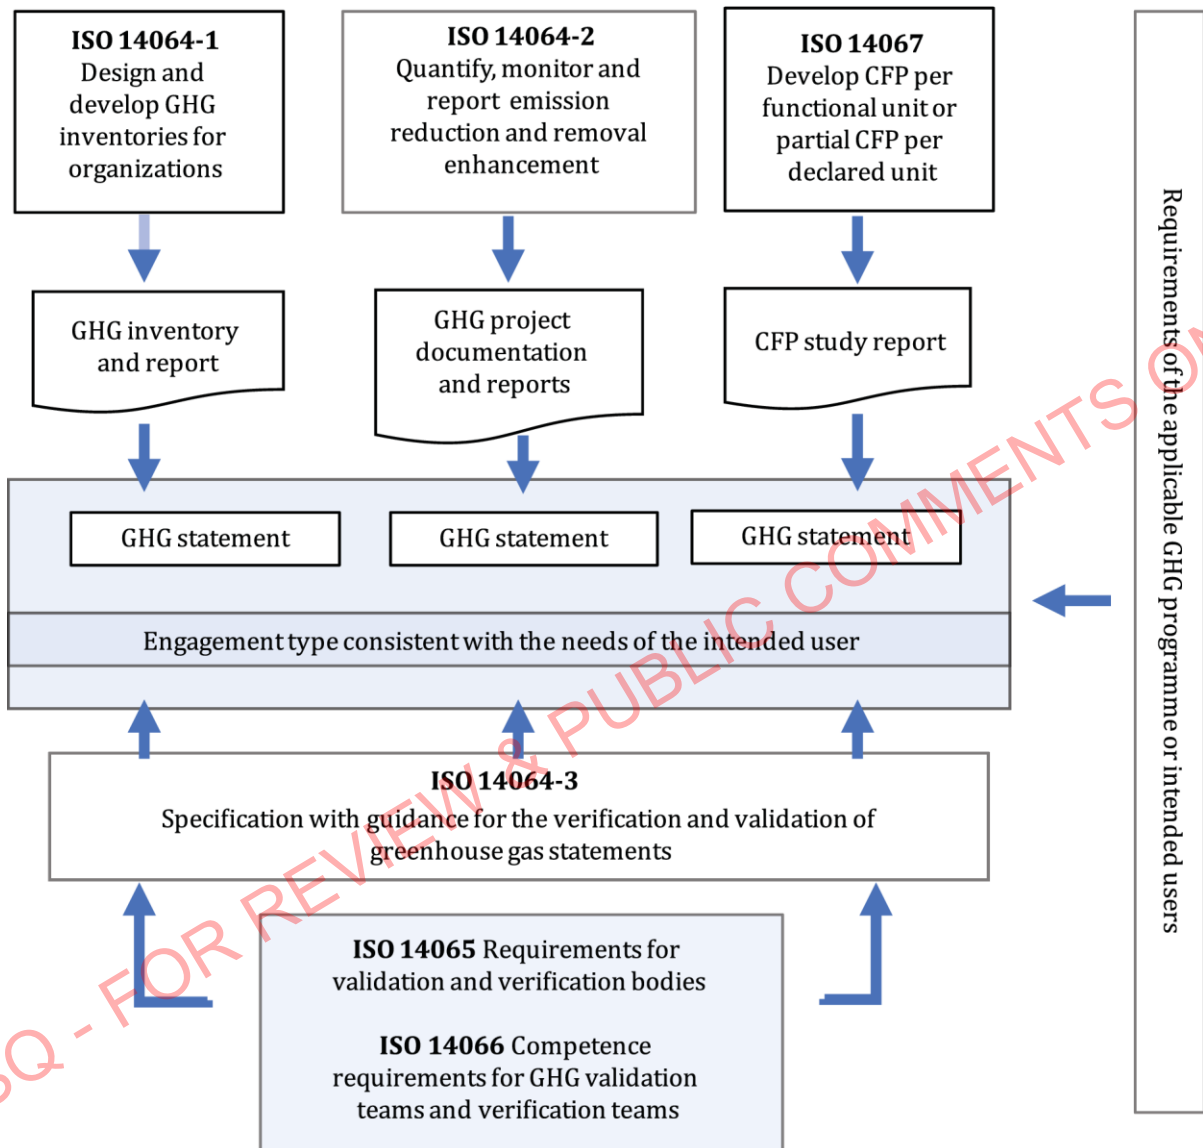 ISO 14064-1
Design and
develop GHG
inventories for
organizations
ISO 14064-2
Quantify, monitor and
report emission
reduction and removal
enhancement
ISO 14067
Develop CFP per
functional unit or
partial CFP per
declared unit
GHG inventory
and report
GHG project
documentation
and reports
CFP study report
GHG statement
GHG statement
GHG statement
Engagement type consistent with the needs of the intended user
ISO 14064-3
Specification with guidance for the verification and validation of
greenhouse gas statements
ISO 14065 Requirements for
validation and verification bodies
ISO 14066 Competence
requirements for GHG validation
teams and verification teams
Requirements of the applicable GHG programme or intended users
- FOR REVIEW & PUBLIC COMMENTS